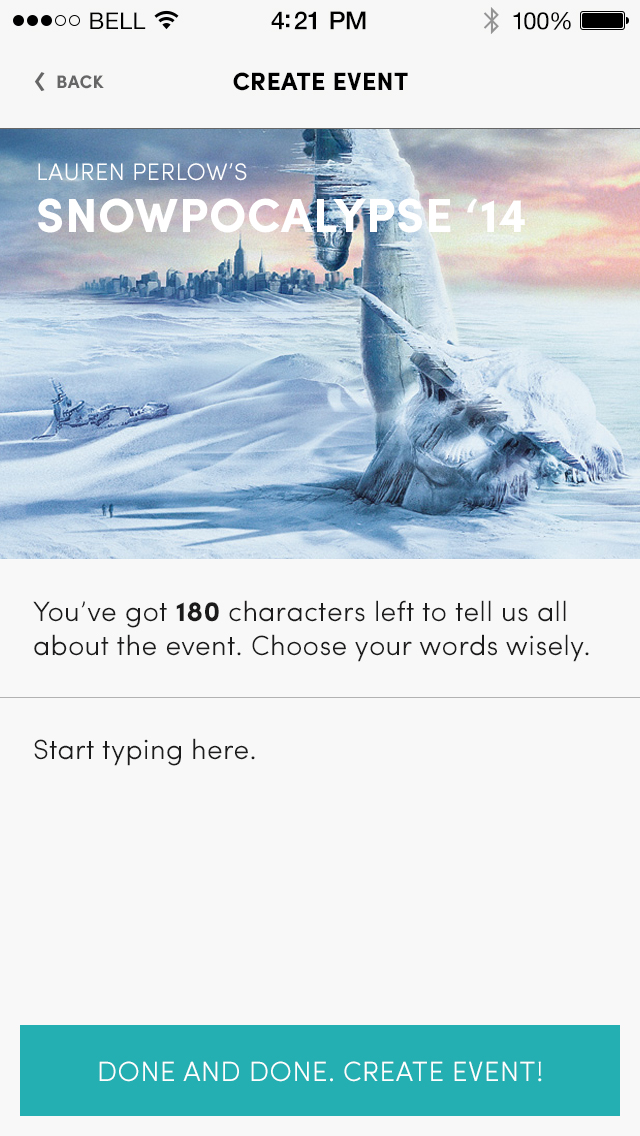 BELL 4:21 PM 100%
BACK CREATE EVENT
LAUREN PERLOW’S
SNOWPOCALYPSE ‘14
You’ve got 180 characters left to tell us all
about the event. Choose your words wisely.
Start typing here.
DONE AND DONE. CREATE EVENT!